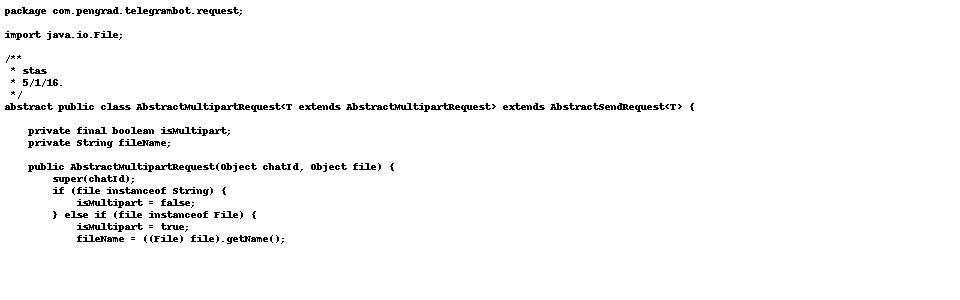 package com.pengrad.telegrambot.request;

import java.io.File;

/**
 * stas
 * 5/1/16.
 */
abstract public class AbstractMultipartRequest<T extends AbstractMultipartRequest> extends AbstractSendRequest<T> {

    private final boolean isMultipart;
    private String fileName;

    public AbstractMultipartRequest(Object chatId, Object file) {
        super(chatId);
        if (file instanceof String) {
            isMultipart = false;
        } else if (file instanceof File) {
            isMultipart = true;
            fileName = ((File) file).getName();